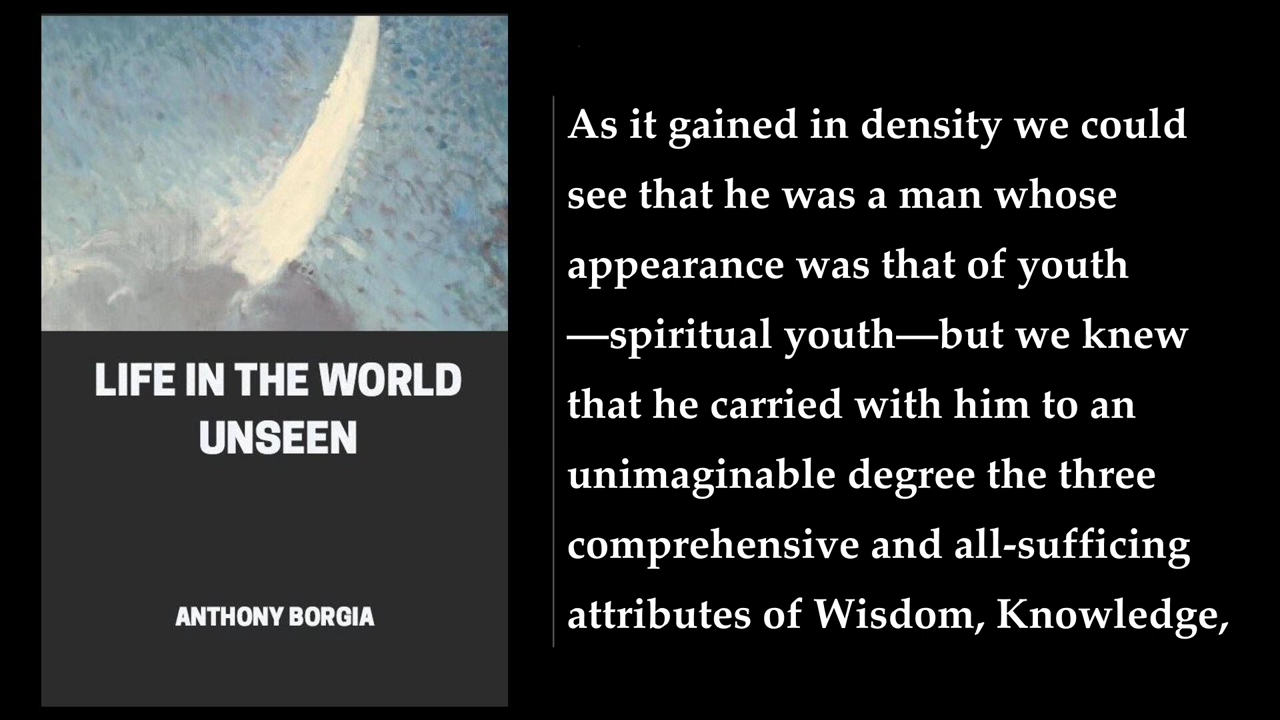 LIFE IN THE WORLD
UNSEEN
ANTHONY BORGIA
As it gained in density we could
see that he was a man whose
appearance was that of youth
—spiritual youth—but we knew
that he carried with him to an
unimaginable degree the three
comprehensive and all-sufficing
attributes of Wisdom, Knowledge,